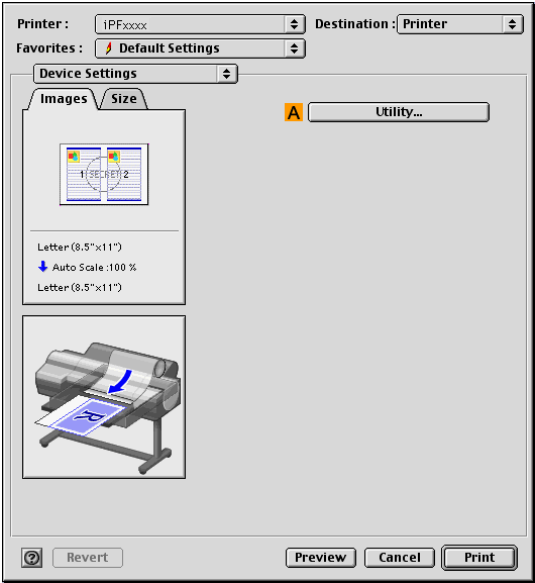 Printer : iPFxxxx Destination : Printer
Favorites : Default Settings
Device Settings
Images Size
A Utility...
1 SECRET 2
Letter (8.5"x11")
Auto Scale :100 %
Letter (8.5"x11")
R
? Revert Preview Cancel Print